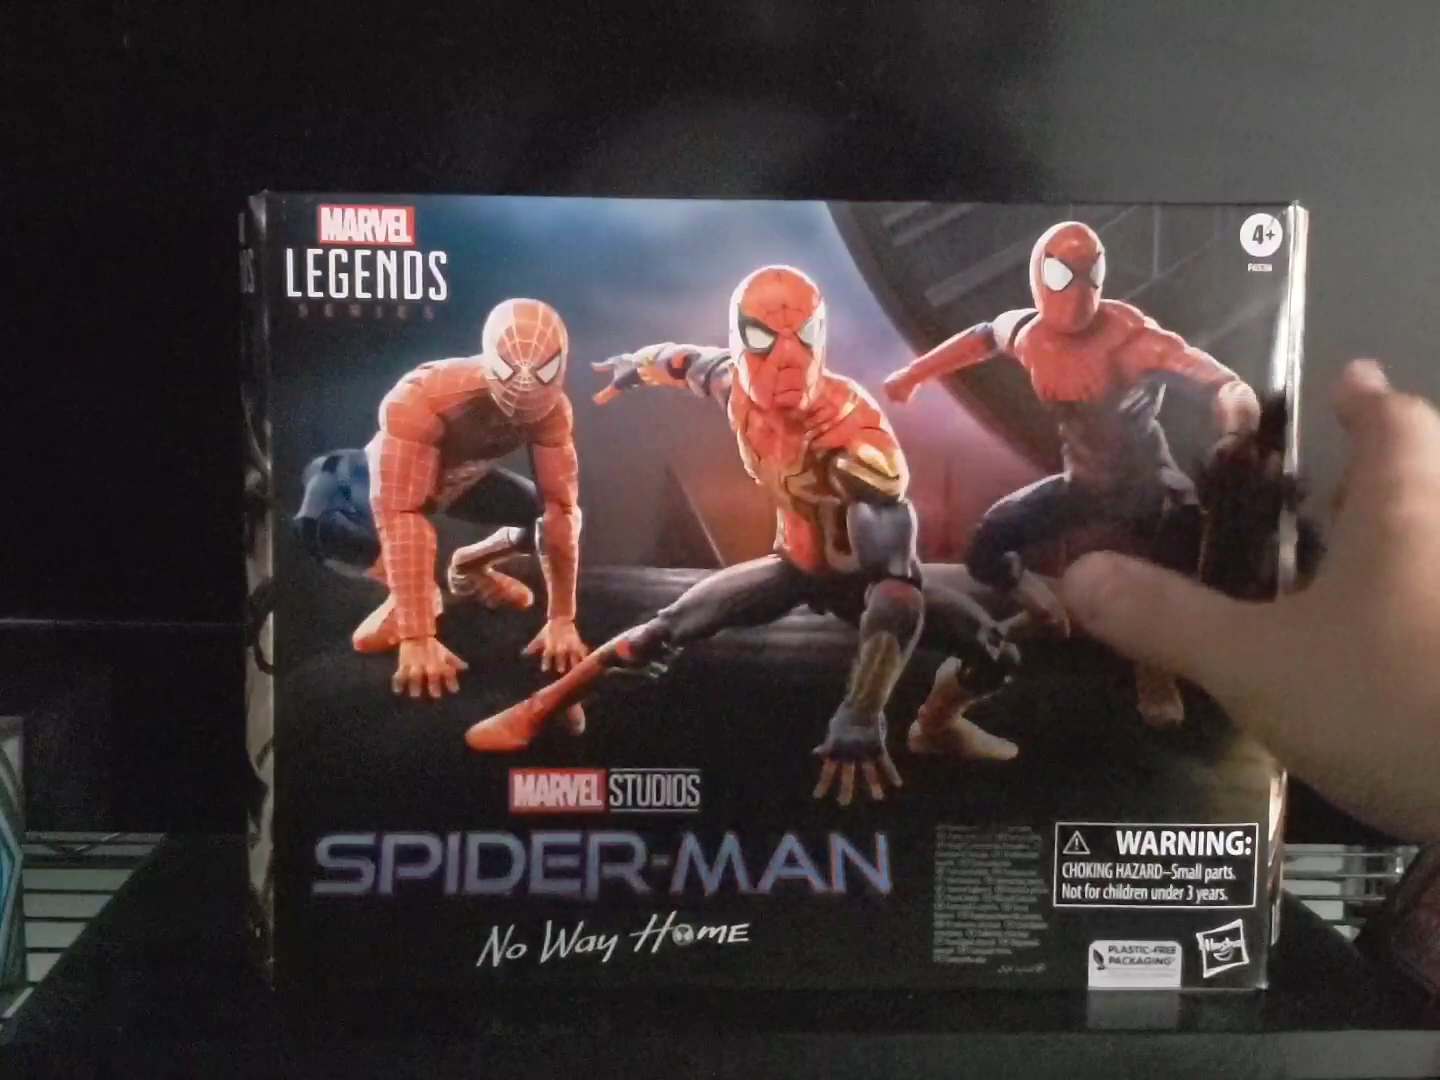 MARVEL
LEGENDS
SERIES
4+
MARVEL STUDIOS
SPIDER-MAN
No Way Home
WARNING:
CHOKING HAZARD–Small parts.
Not for children under 3 years.
PLASTIC-FREE
PACKAGING
Hasbro